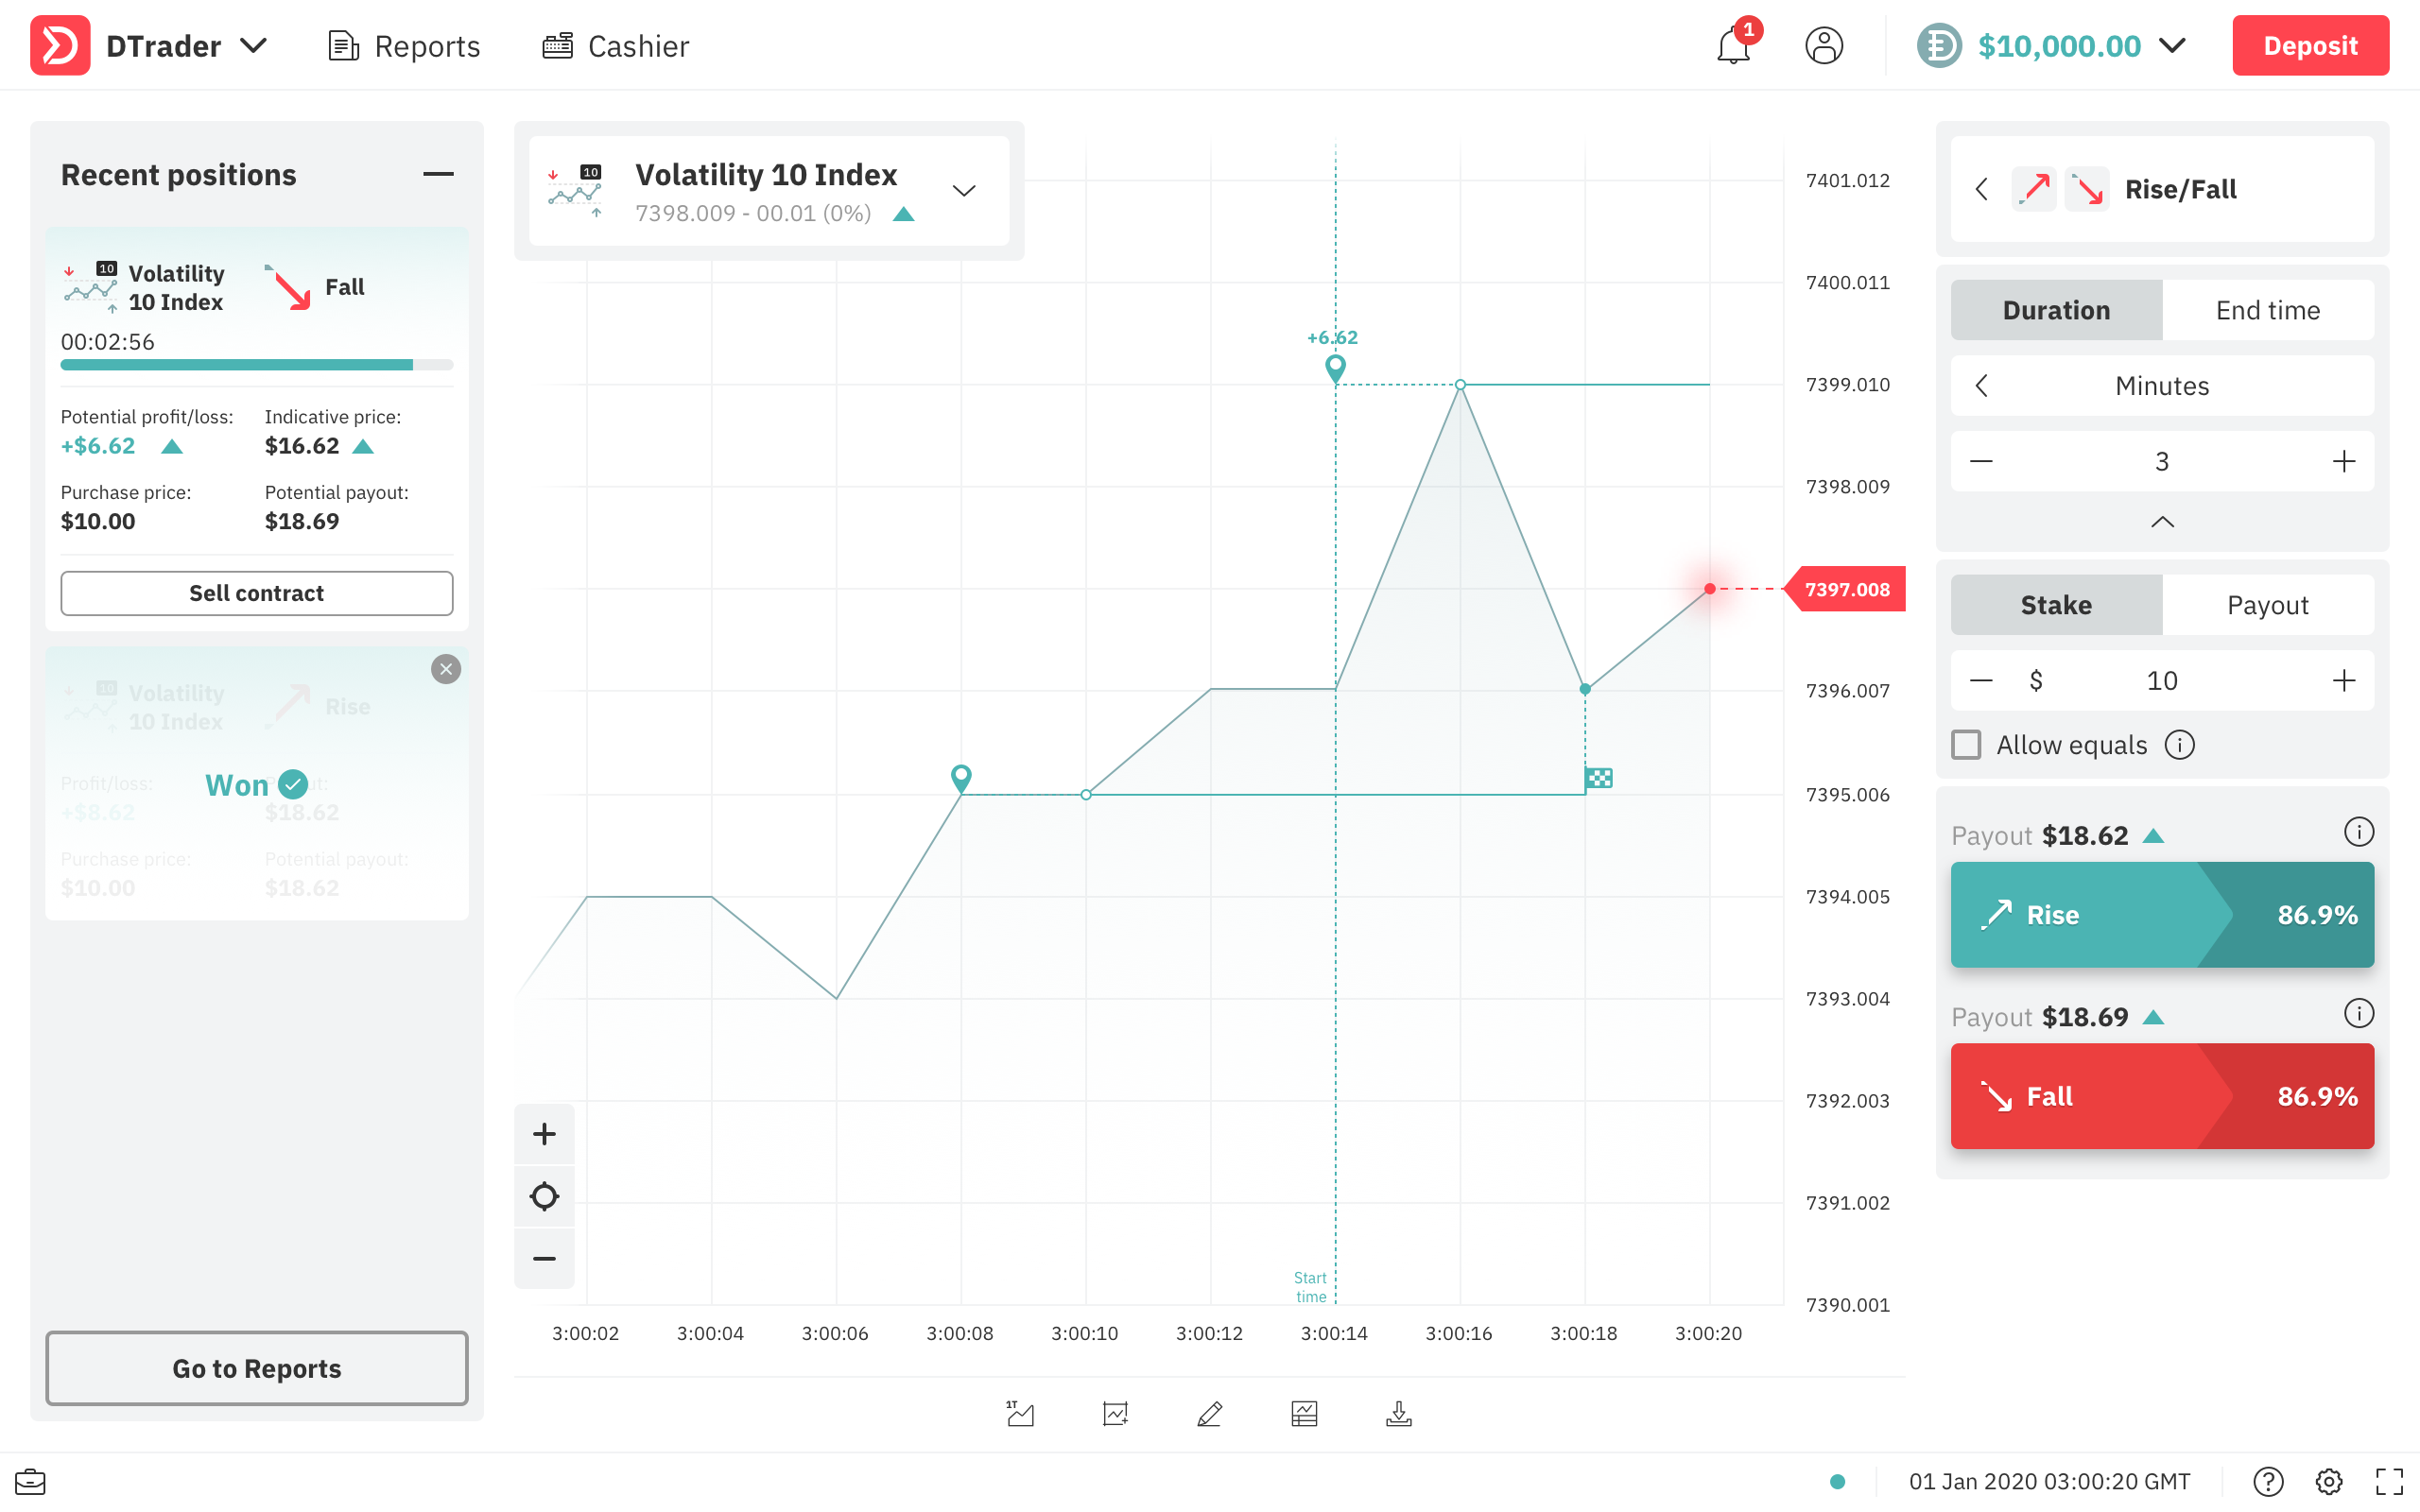 DTrader
Reports
Cashier
1
$10,000.00
Deposit
Recent positions
10
Volatility
10 Index
Fall
00:02:56
Potential profit/loss:
Indicative price:
+$6.62
$16.62
Purchase price:
Potential payout:
$10.00
$18.69
Sell contract
10
Volatility
10 Index
Rise
Profit/loss:
Won
ut:
+$8.62
$18.62
Purchase price:
Potential payout:
$10.00
$18.62
Go to Reports
10
Volatility 10 Index
7398.009 - 00.01 (0%)
+6.62
Start
time
7401.012
7400.011
7399.010
7398.009
7397.008
7396.007
7395.006
7394.005
7393.004
7392.003
7391.002
7390.001
3:00:02
3:00:04
3:00:06
3:00:08
3:00:10
3:00:12
3:00:14
3:00:16
3:00:18
3:00:20
1T
Rise/Fall
Duration
End time
Minutes
3
Stake
Payout
$
10
Allow equals
Payout $18.62
Rise
86.9%
Payout $18.69
Fall
86.9%
01 Jan 2020 03:00:20 GMT